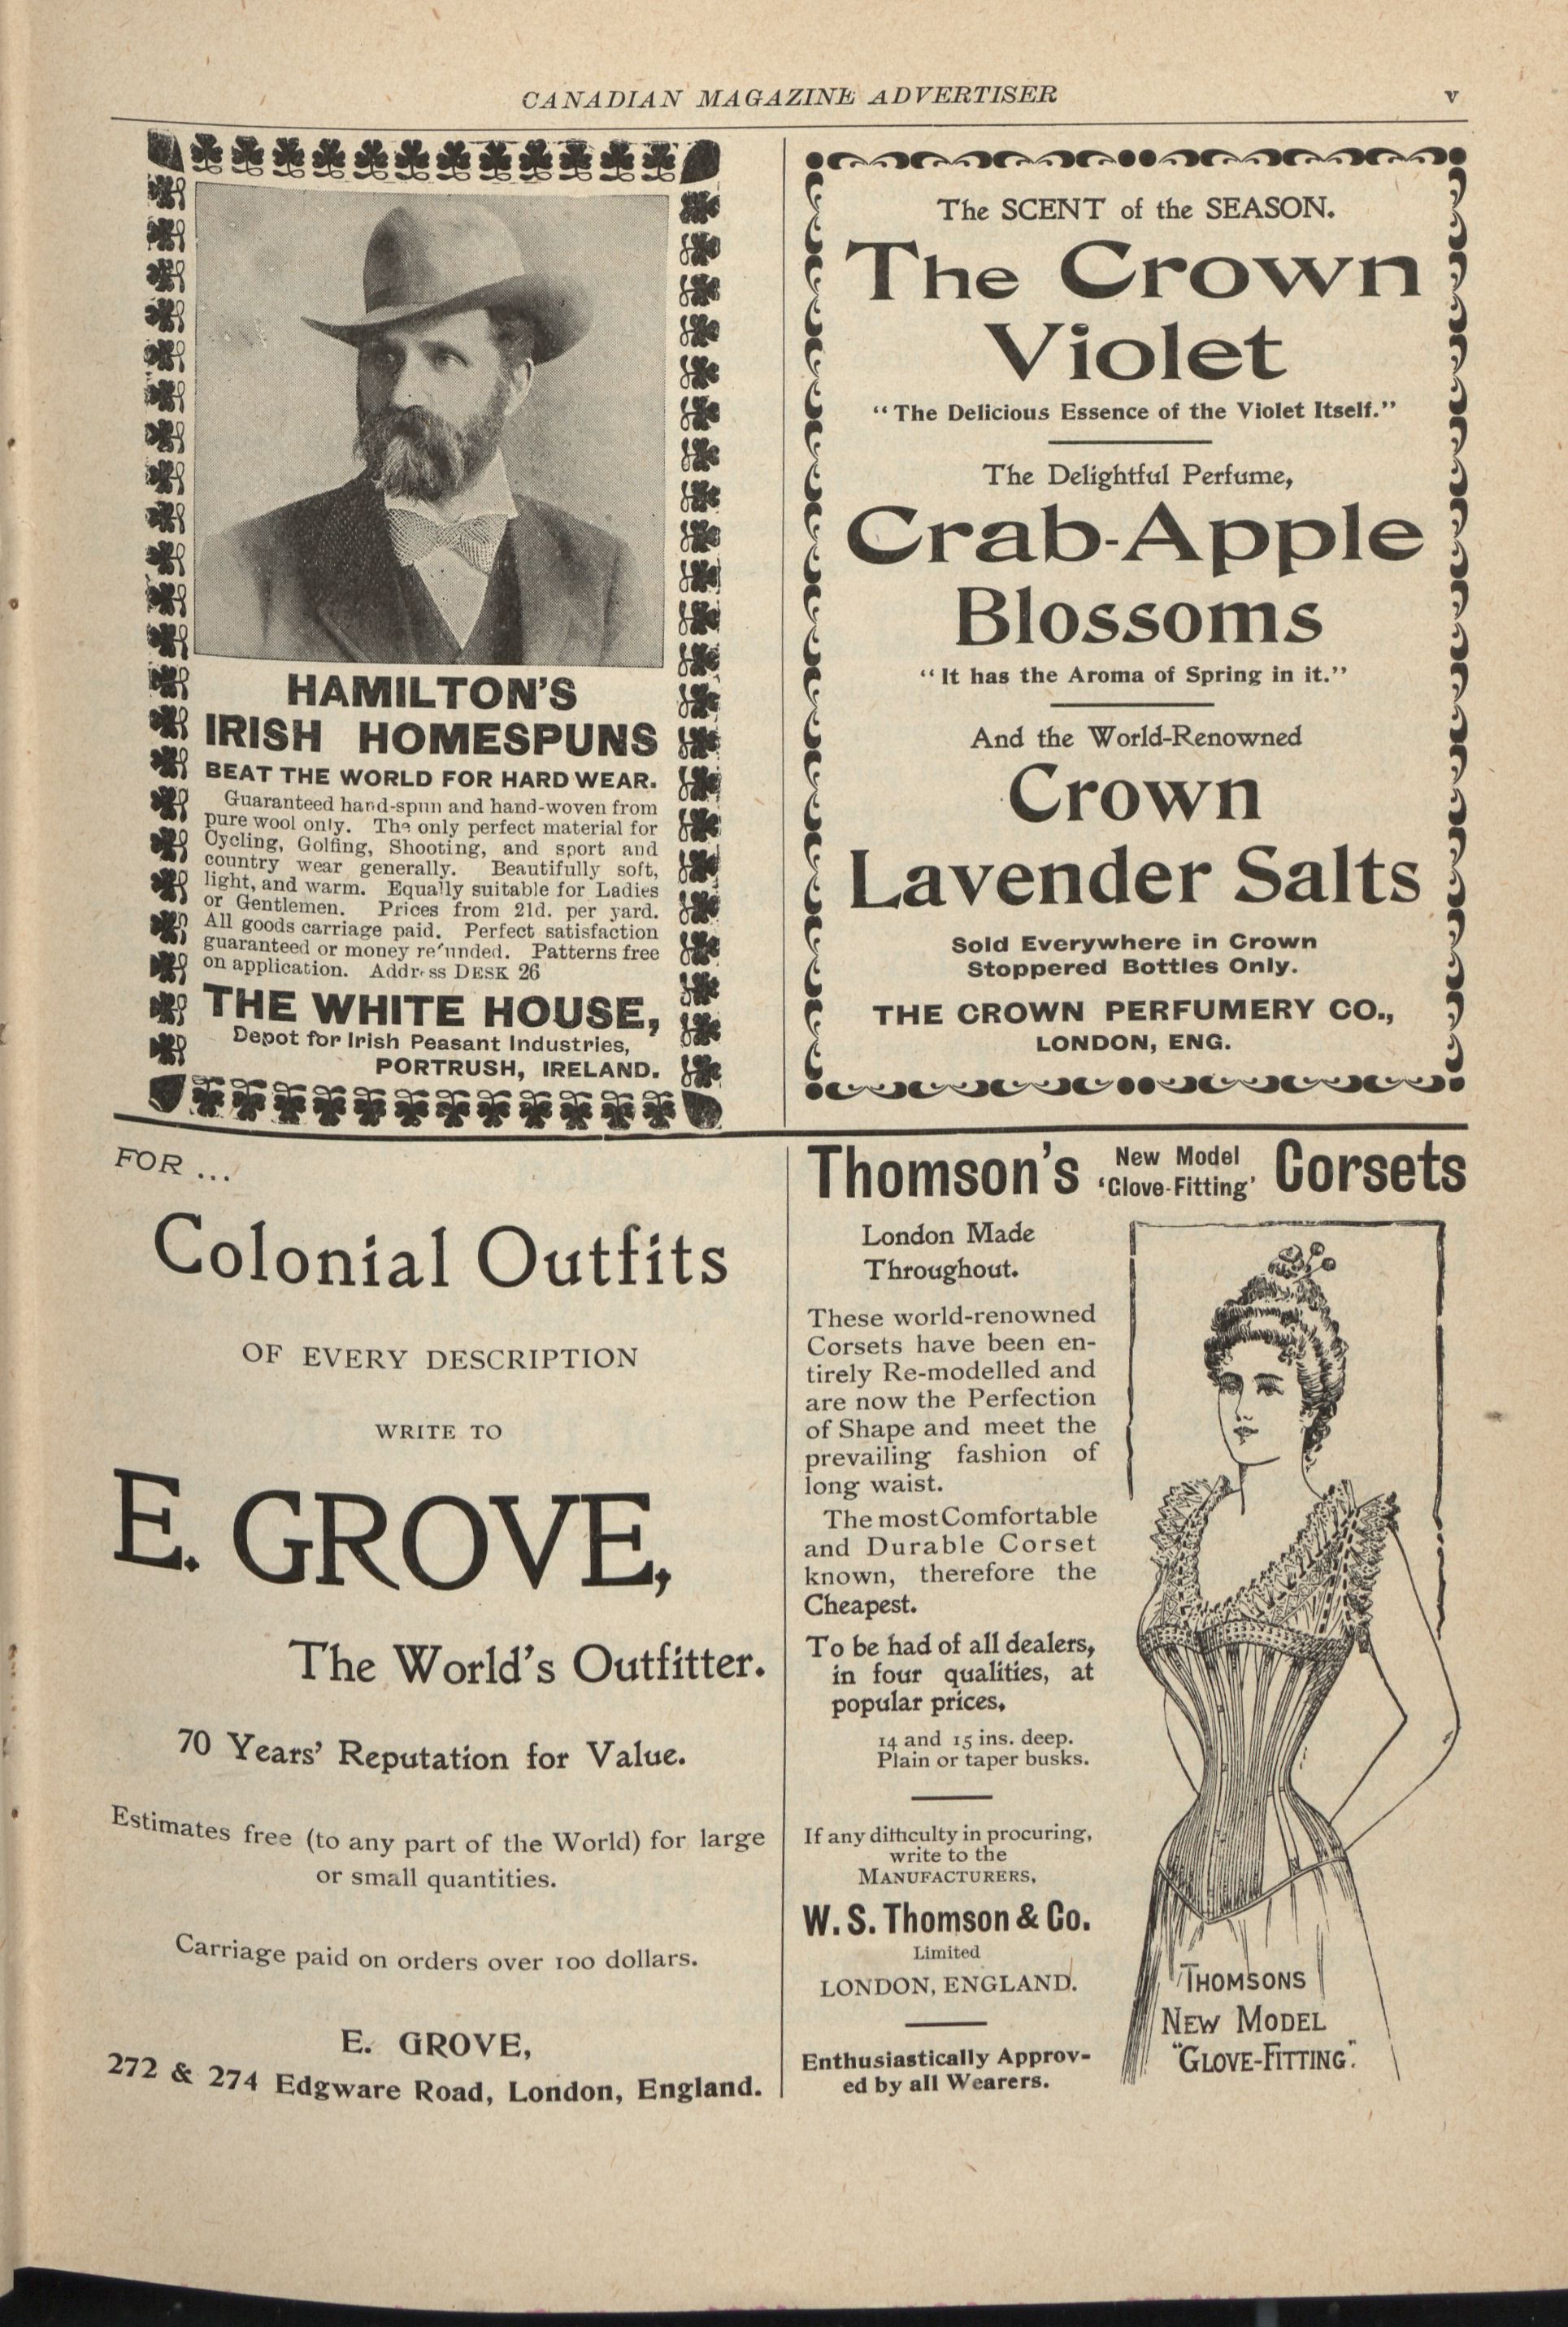 CANADIAN MAGAZINE ADVERTISER
v
HAMILTON'S
IRISH HOMESPUNS
BEAT THE WORLD FOR HARD WEAR.
Guaranteed hand-spun and hand-woven from
pure wool only. The only perfect material for
Cycling, Golfing, Shooting, and sport and
country wear generally. Beautifully soft,
light, and warm. Equally suitable for Ladies
or Gentlemen. Prices from 21d. per yard.
All goods carriage paid. Perfect satisfaction
guaranteed or money refunded. Patterns free
on application. Address DESK 26
THE WHITE HOUSE,
Depot for Irish Peasant Industries,
PORTRUSH, IRELAND.
The SCENT of the SEASON.
The Crown
Violet
"The Delicious Essence of the Violet Itself."
The Delightful Perfume,
Crab-Apple
Blossoms
"It has the Aroma of Spring in it."
And the World-Renowned
Crown
Lavender Salts
Sold Everywhere in Crown
Stoppered Bottles Only.
THE CROWN PERFUMERY CO.,
LONDON, ENG.
FOR ...
Colonial Outfits
OF EVERY DESCRIPTION
WRITE TO
E. GROVE,
The World's Outfitter.
70 Years' Reputation for Value.
Estimates free (to any part of the World) for large
or small quantities.
Carriage paid on orders over 100 dollars.
E. GROVE,
272 & 274 Edgware Road, London, England.
Thomson's New Model 'Glove-Fitting' Corsets
London Made
Throughout.
These world-renowned
Corsets have been en-
tirely Re-modelled and
are now the Perfection
of Shape and meet the
prevailing fashion of
long waist.
The most Comfortable
and Durable Corset
known, therefore the
Cheapest.
To be had of all dealers,
in four qualities, at
popular prices.
14 and 15 ins. deep.
Plain or taper busks.
If any difficulty in procuring,
write to the
MANUFACTURERS,
W. S. Thomson & Co.
Limited
LONDON, ENGLAND.
Enthusiastically Approv-
ed by all Wearers.
THOMSONS
NEW MODEL
"GLOVE-FITTING".